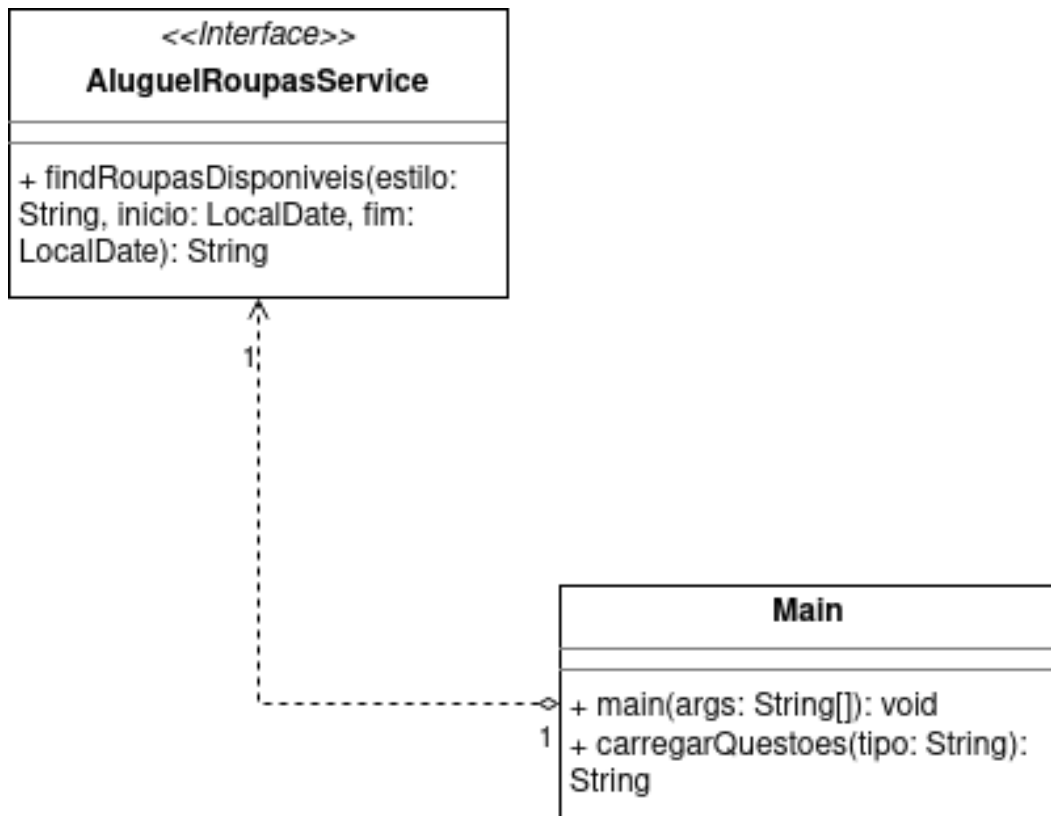 <<Interface>>
AluguelRoupasService
+ findRoupasDisponiveis(estilo:
String, inicio: LocalDate, fim:
LocalDate): String
1
Main
+ main(args: String[]): void
1
+ carregarQuestoes(tipo: String):
String